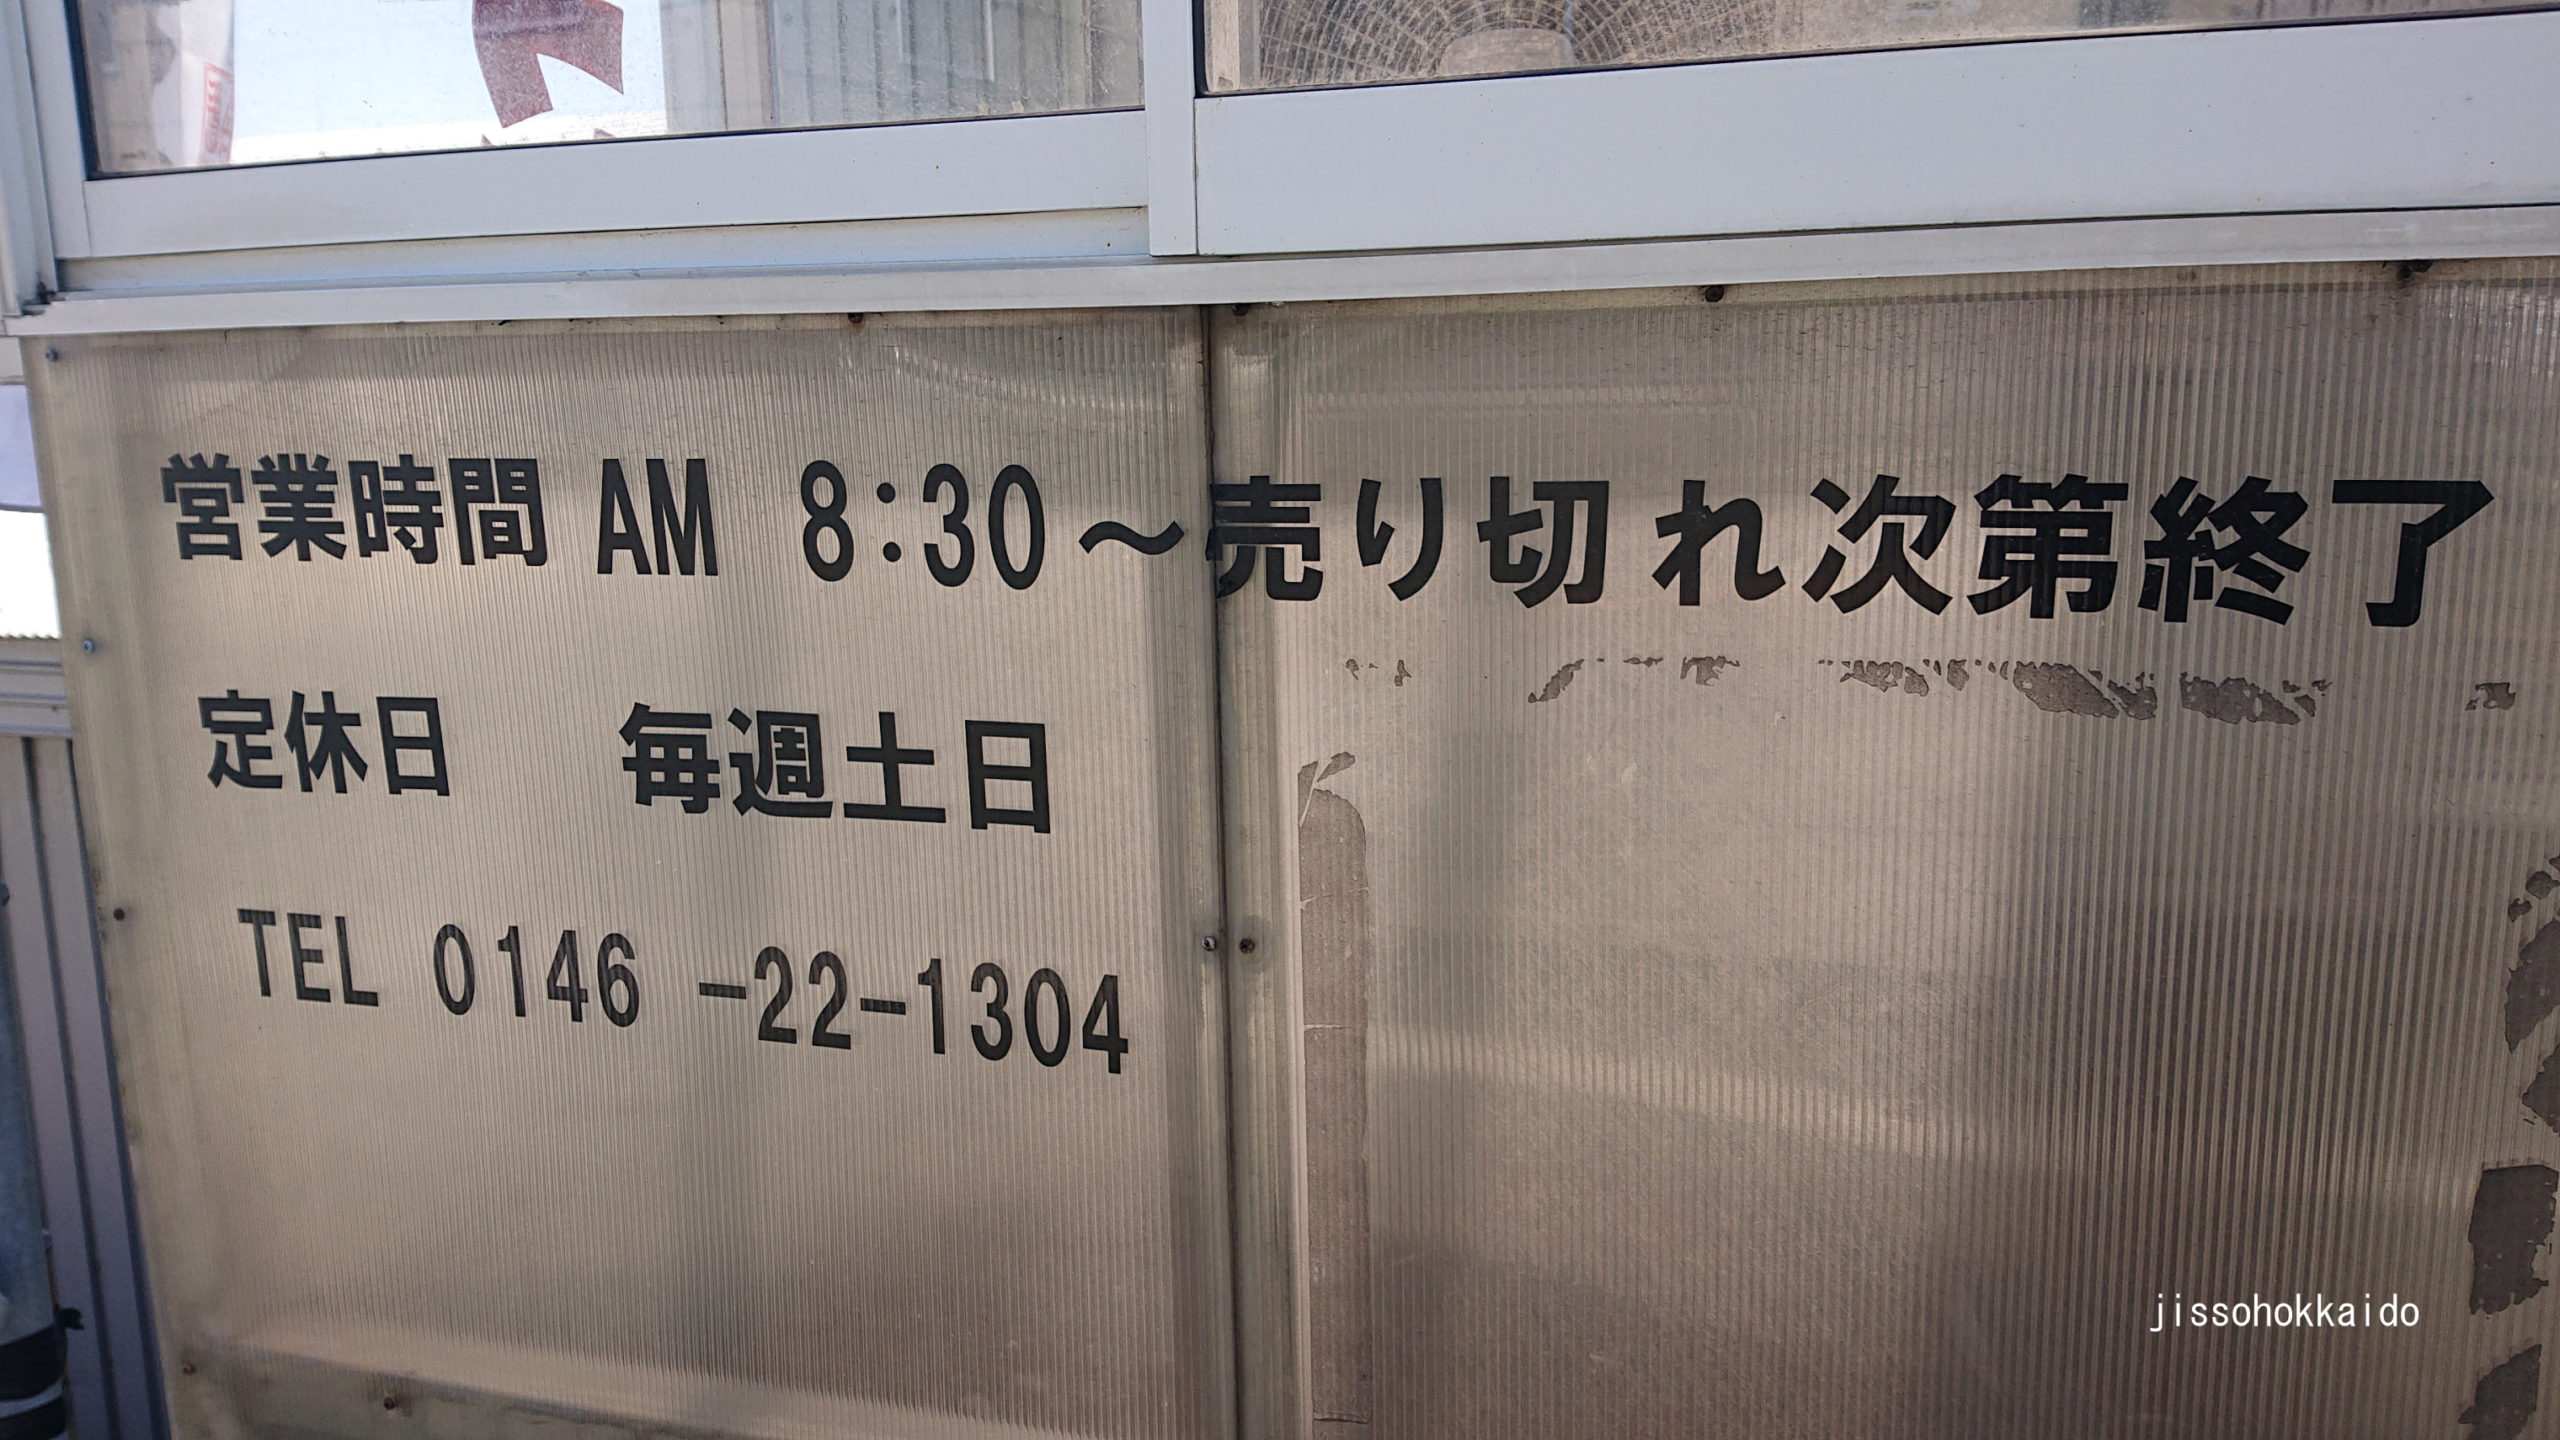 営業時間 AM 8:30～売り切れ次第終了
定休日 毎週土日
TEL 0146-22-1304
jissohokkaido